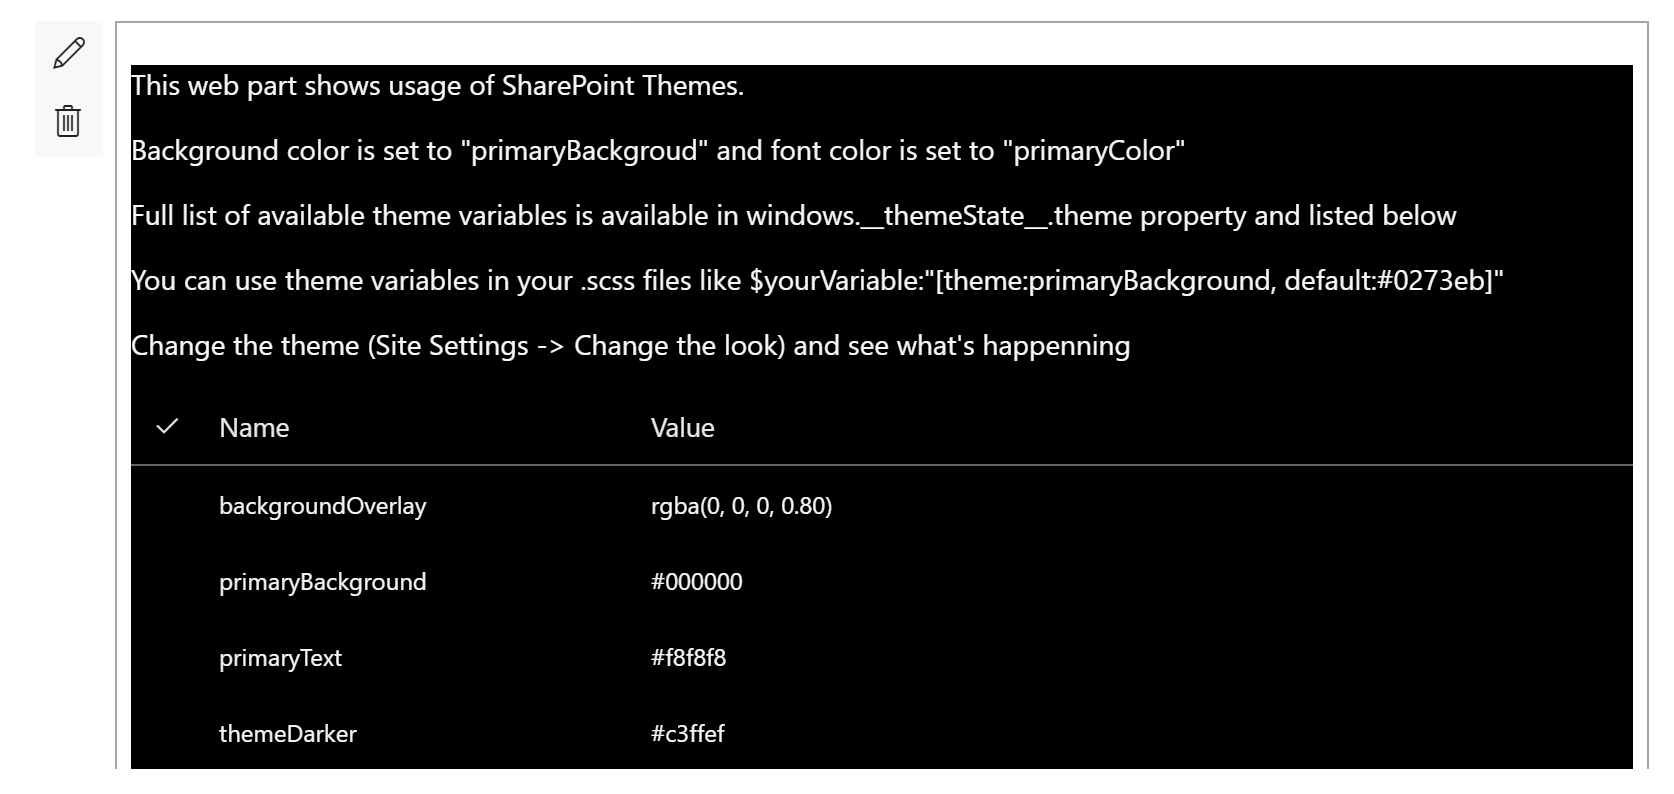 This web part shows usage of SharePoint Themes.
Background color is set to "primaryBackgroud" and font color is set to "primaryColor"
Full list of available theme variables is available in windows.__themeState__.theme property and listed below
You can use theme variables in your .scss files like $yourVariable:"[theme:primaryBackground, default:#0273eb]"
Change the theme (Site Settings -> Change the look) and see what's happenning
Name Value
backgroundOverlay rgba(0, 0, 0, 0.80)
primaryBackground #000000
primaryText #f8f8f8
themeDarker #c3ffef